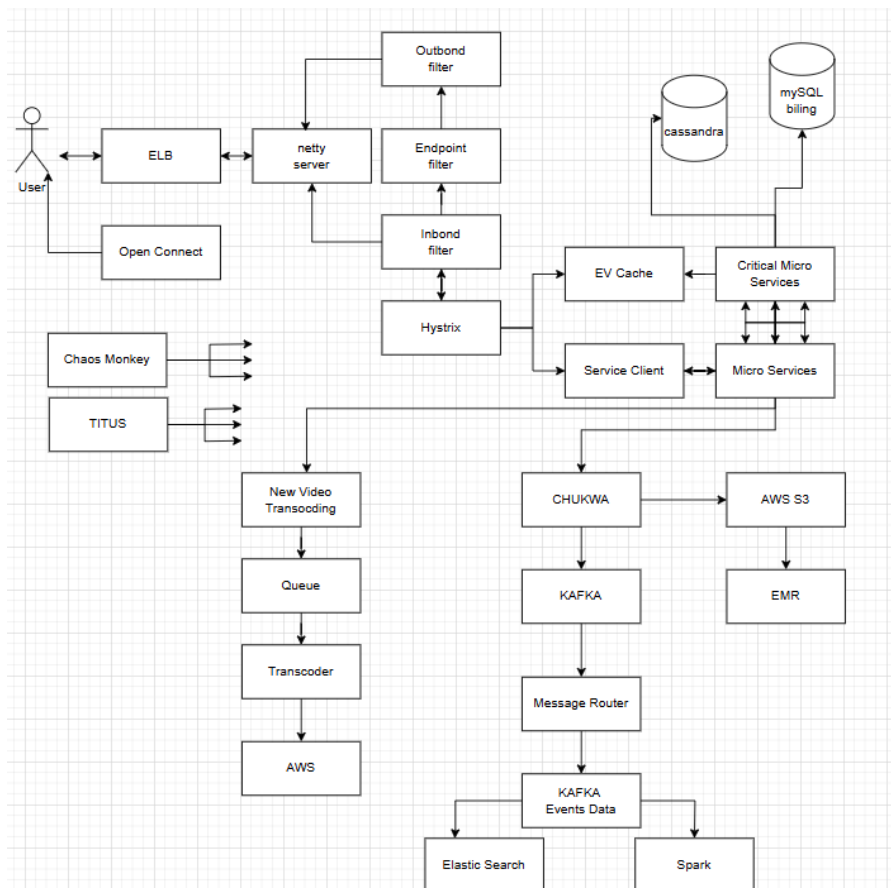 Outbond
filter
mySQL
biling
cassandra
User
ELB
netty
server
Endpoint
filter
Open Connect
Inbond
filter
EV Cache
Critical Micro
Services
Hystrix
Chaos Monkey
Service Client
Micro Services
TITUS
New Video
Transocding
CHUKWA
AWS S3
Queue
KAFKA
EMR
Transcoder
Message Router
AWS
KAFKA
Events Data
Elastic Search
Spark